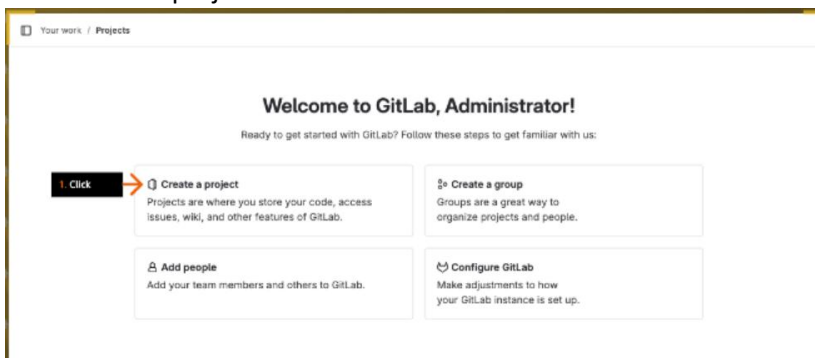 Your work / Projects
Welcome to GitLab, Administrator!
Ready to get started with GitLab? Follow these steps to get familiar with us:
1. Click
Create a project
Projects are where you store your code, access
issues, wiki, and other features of GitLab.
Create a group
Groups are a great way to
organize projects and people.
Add people
Add your team members and others to GitLab.
Configure GitLab
Make adjustments to how
your GitLab instance is set up.